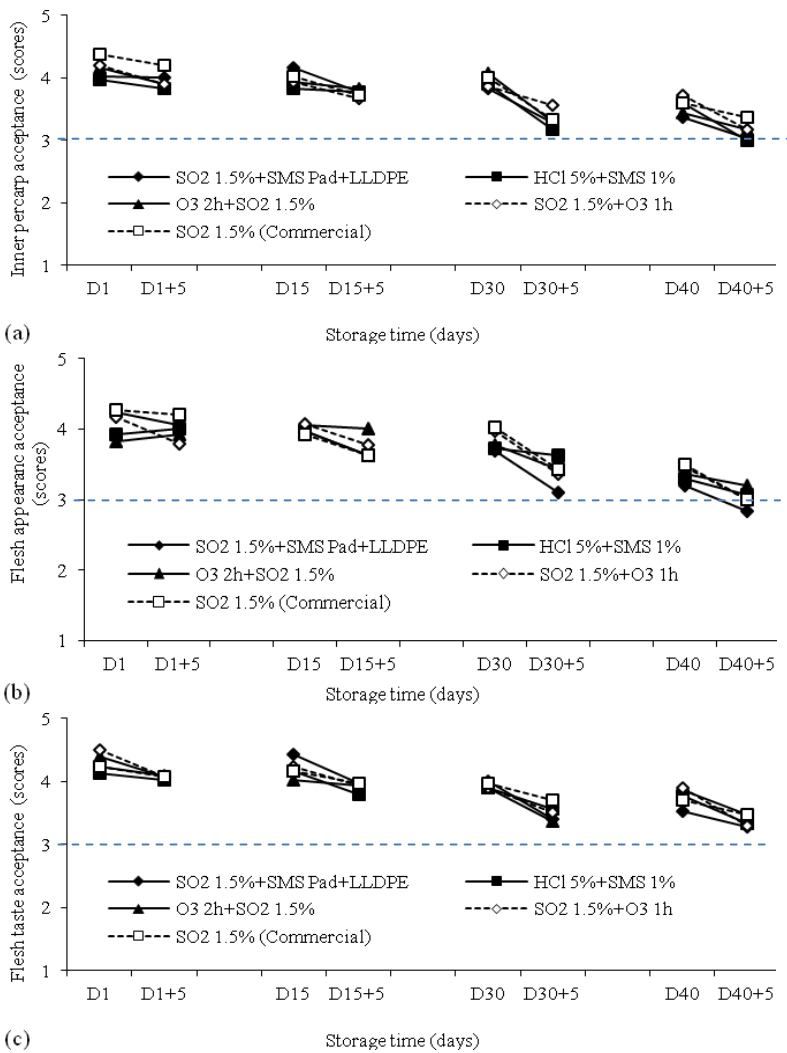 5
4
3
2
1
Inner percarp acceptance (scores)
SO2 1.5%+SMS Pad+LLDPE
HCl 5%+SMS 1%
O3 2h+SO2 1.5%
SO2 1.5%+O3 1h
SO2 1.5% (Commercial)
D1 D1+5 D15 D15+5 D30 D30+5 D40 D40+5
(a)
Storage time (days)
5
4
3
2
1
Flesh appearanc acceptance
(scores)
SO2 1.5%+SMS Pad+LLDPE
HCl 5%+SMS 1%
O3 2h+SO2 1.5%
SO2 1.5%+O3 1h
SO2 1.5% (Commercial)
D1 D1+5 D15 D15+5 D30 D30+5 D40 D40+5
(b)
Storage time (days)
5
4
3
2
1
Flesh taste acceptance (scores)
SO2 1.5%+SMS Pad+LLDPE
HCl 5%+SMS 1%
O3 2h+SO2 1.5%
SO2 1.5%+O3 1h
SO2 1.5% (Commercial)
D1 D1+5 D15 D15+5 D30 D30+5 D40 D40+5
(c)
Storage time (days)